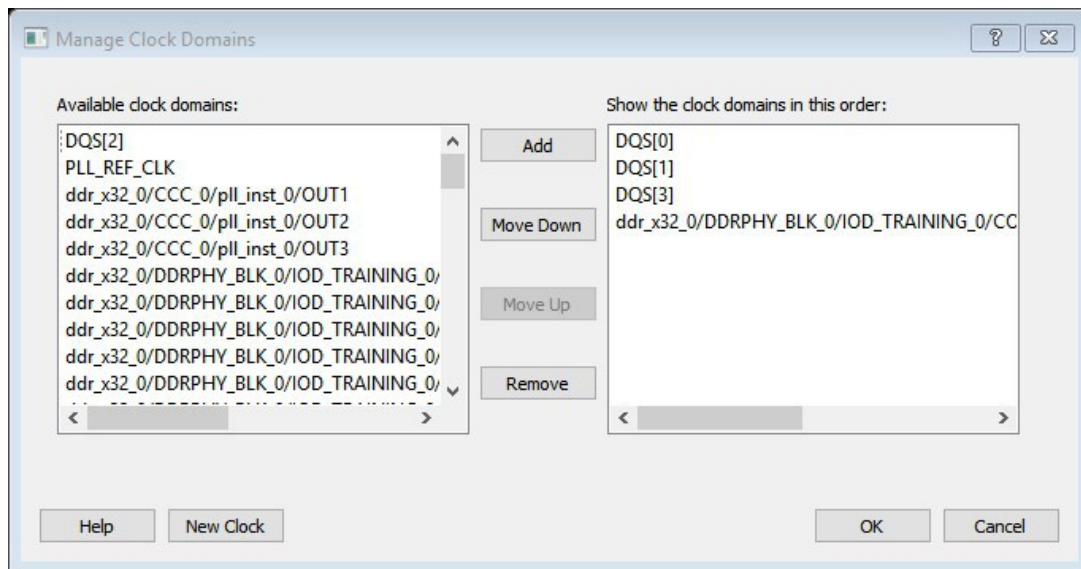 Manage Clock Domains
Available clock domains:
DQS[2]
PLL_REF_CLK
ddr_x32_0/CCC_0/pll_inst_0/OUT1
ddr_x32_0/CCC_0/pll_inst_0/OUT2
ddr_x32_0/CCC_0/pll_inst_0/OUT3
ddr_x32_0/DDRPHY_BLK_0/IOD_TRAINING_0/
ddr_x32_0/DDRPHY_BLK_0/IOD_TRAINING_0/
ddr_x32_0/DDRPHY_BLK_0/IOD_TRAINING_0/
ddr_x32_0/DDRPHY_BLK_0/IOD_TRAINING_0/
ddr_x32_0/DDRPHY_BLK_0/IOD_TRAINING_0/
Add
Move Down
Move Up
Remove
Show the clock domains in this order:
DQS[0]
DQS[1]
DQS[3]
ddr_x32_0/DDRPHY_BLK_0/IOD_TRAINING_0/CO
Help
New Clock
OK
Cancel